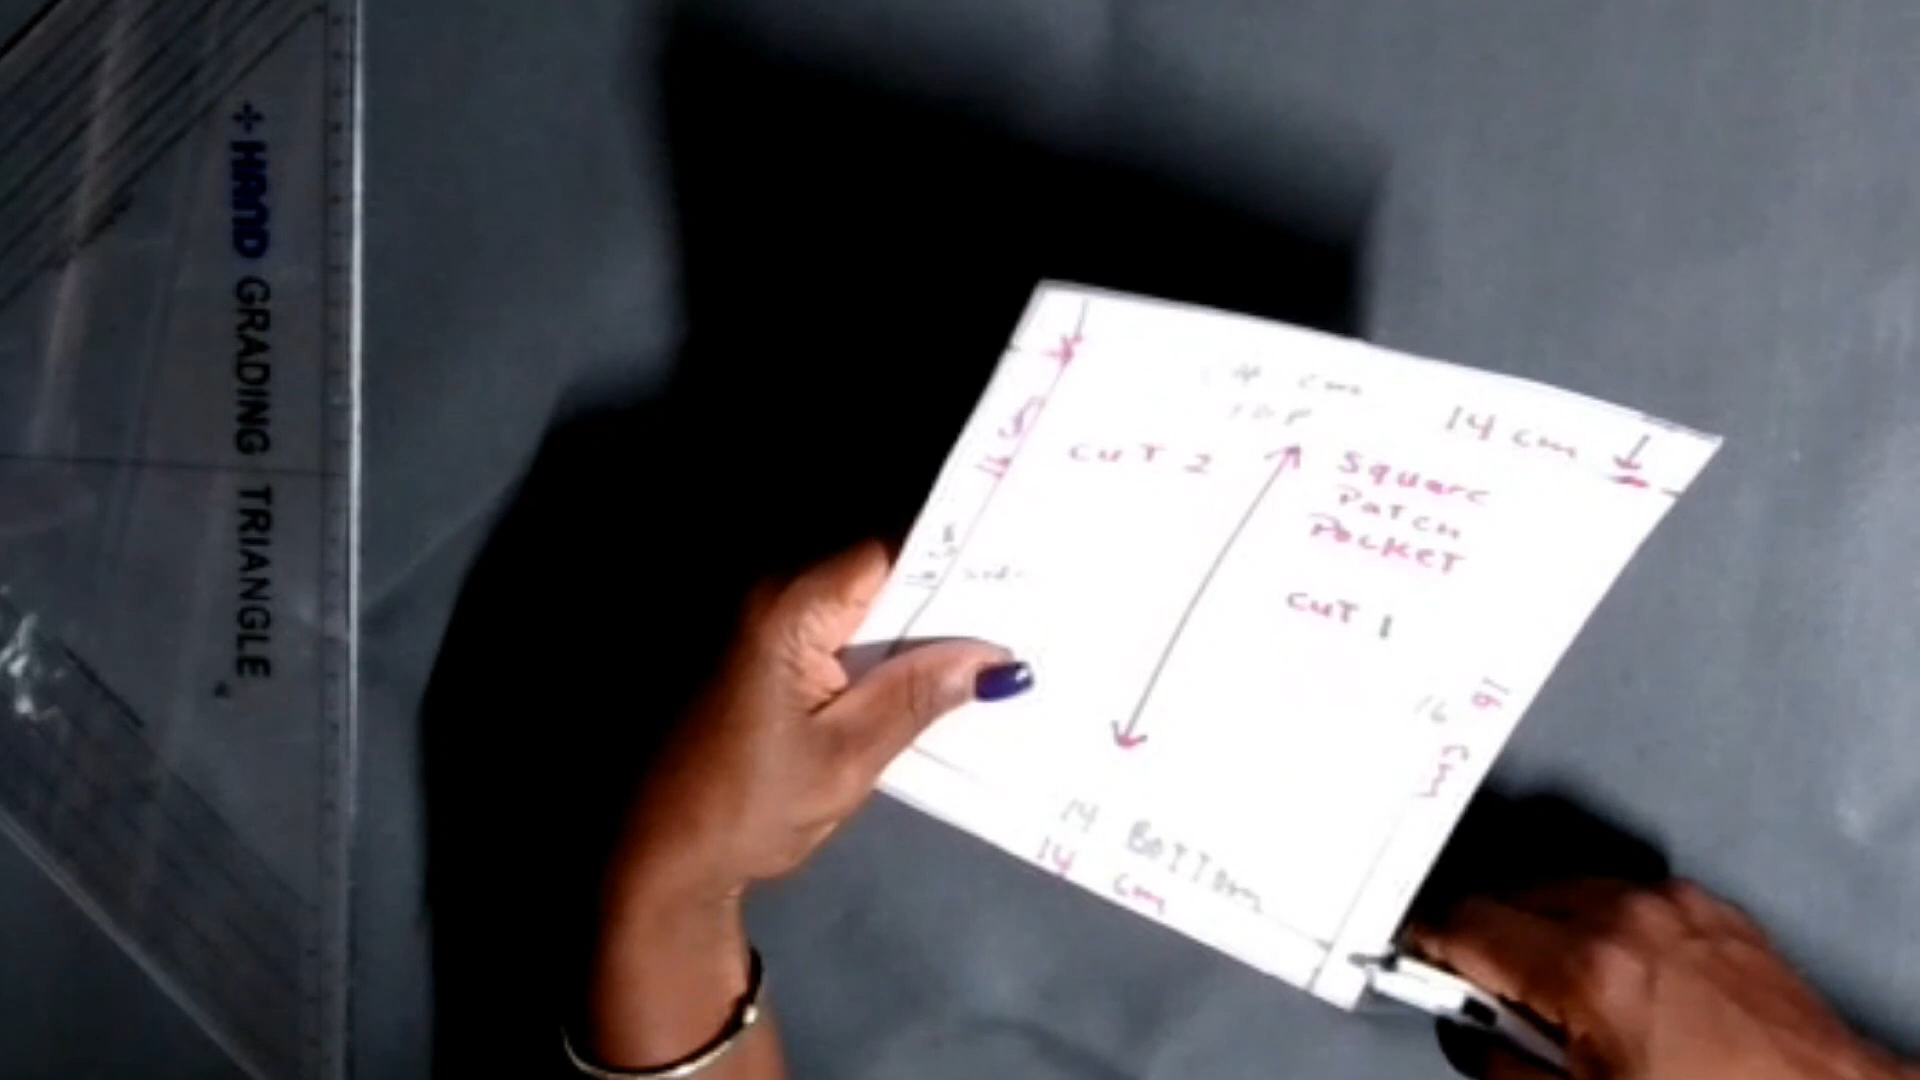 HAND GRADING TRIANGLE
cm
TOP
14 cm
CUT 2
Square
Patch
Pocket
CUT 1
16
16 cm
14 Bottom
14 cm